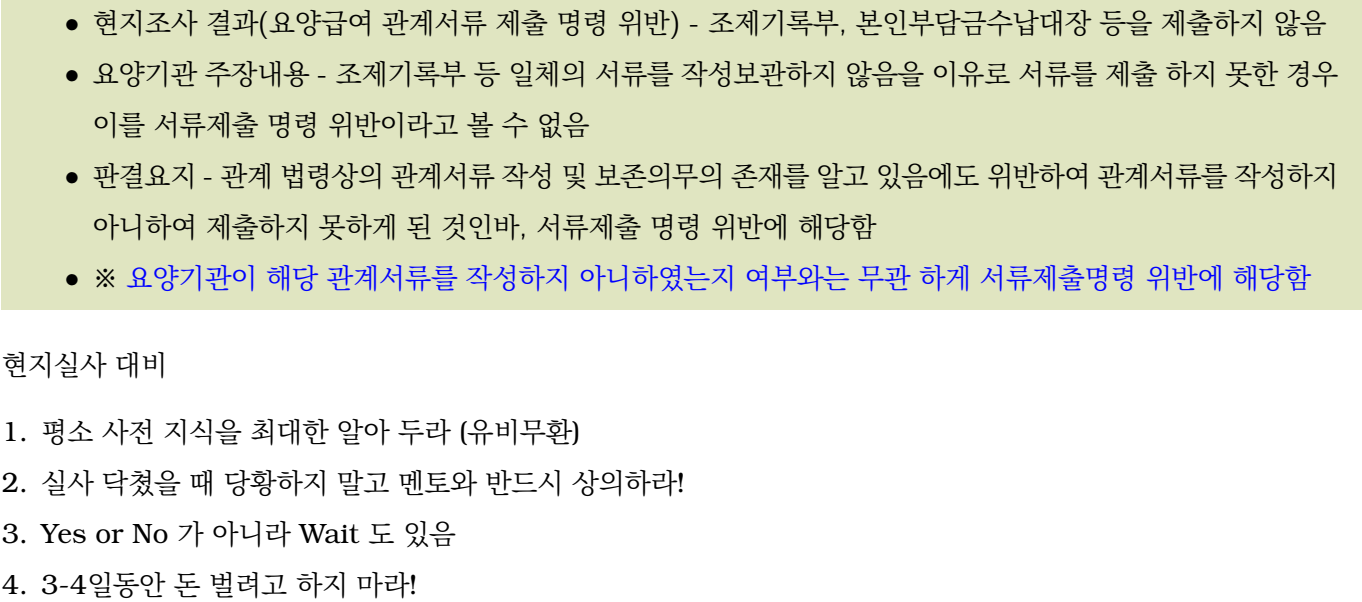 ● 현지조사 결과(요양급여 관계서류 제출 명령 위반) - 조제기록부, 본인부담금수납대장 등을 제출하지 않음
● 요양기관 주장내용 - 조제기록부 등 일체의 서류를 작성보관하지 않음을 이유로 서류를 제출 하지 못한 경우
이를 서류제출 명령 위반이라고 볼 수 없음
● 판결요지 - 관계 법령상의 관계서류 작성 및 보존의무의 존재를 알고 있음에도 위반하여 관계서류를 작성하지
아니하여 제출하지 못하게 된 것인바, 서류제출 명령 위반에 해당함
● ※ 요양기관이 해당 관계서류를 작성하지 아니하였는지 여부와는 무관 하게 서류제출명령 위반에 해당함
현지실사 대비
1. 평소 사전 지식을 최대한 알아 두라 (유비무환)
2. 실사 닥쳤을 때 당황하지 말고 멘토와 반드시 상의하라!
3. Yes or No 가 아니라 Wait 도 있음
4. 3-4일동안 돈 벌려고 하지 마라!